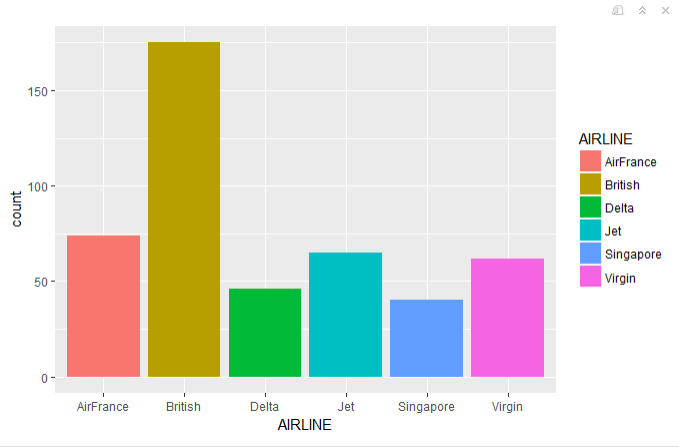 150
100
50
0
count
AirFrance British Delta Jet Singapore Virgin
AIRLINE
AIRLINE
AirFrance
British
Delta
Jet
Singapore
Virgin